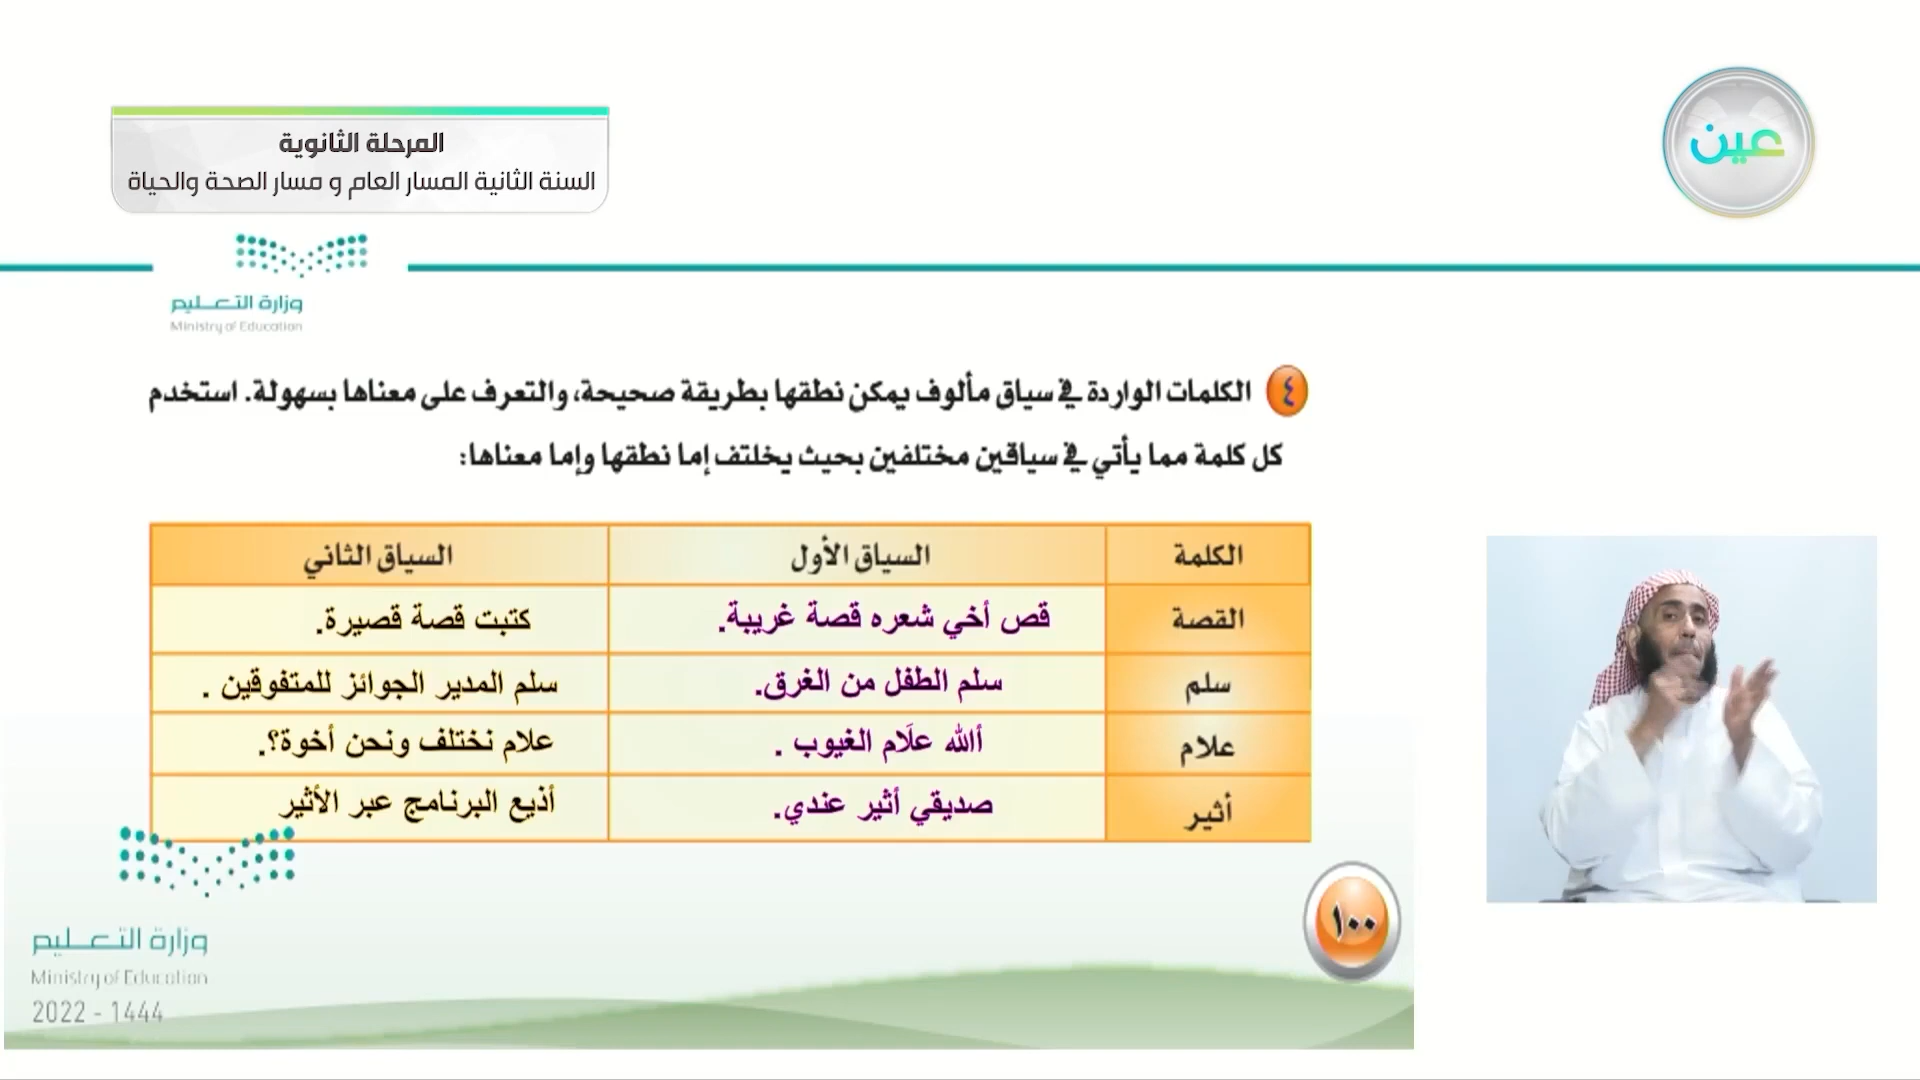 المرحلة الثانوية
السنة الثانية المسار العام و مسار الصحة والحياة
عين
وزارة التعليم
Ministry of Education
٤ الكلمات الواردة في سياق مألوف يمكن نطقها بطريقة صحيحة، والتعرف على معناها بسهولة. استخدم
كل كلمة مما يأتي في سياقين مختلفين بحيث يختلف إما نطقها وإما معناها:
الكلمة السياق الأول السياق الثاني
القصة قص أخي شعره قصة غريبة. كتبت قصة قصيرة.
سلم سلم الطفل من الغرق. سلم المدير الجوائز للمتفوقين .
علام أالله علَام الغيوب . علام نختلف ونحن أخوة؟.
أثير صديقي أثير عندي. أذيع البرنامج عبر الأثير
١٠٠
وزارة التعليم
Ministry of Education
2022 - 1444